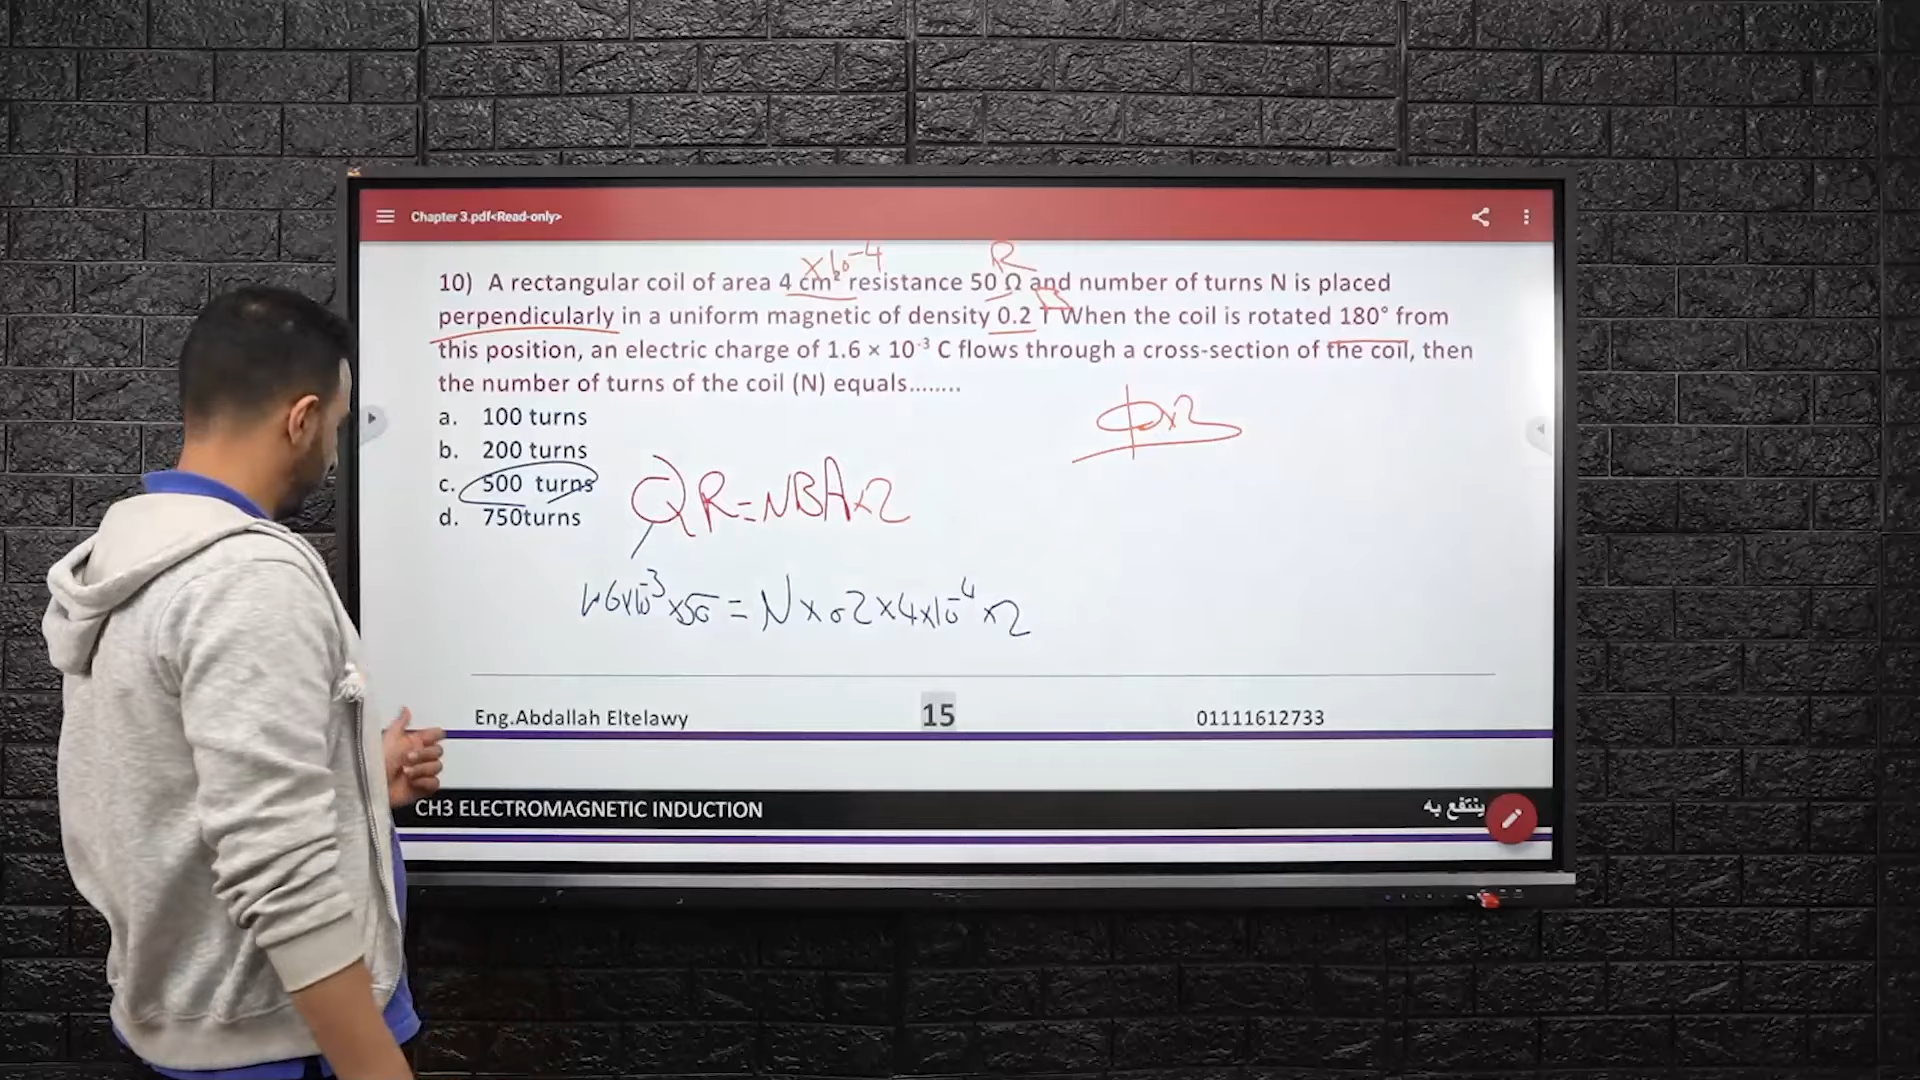 Chapter 3.pdf<Read-only>
×10⁻⁴
R
10) A rectangular coil of area 4 cm² resistance 50 Ω and number of turns N is placed
B
perpendicularly in a uniform magnetic of density 0.2 T When the coil is rotated 180° from
this position, an electric charge of 1.6 × 10⁻³ C flows through a cross-section of the coil, then
the number of turns of the coil (N) equals........
a. 100 turns
ϕ×2
b. 200 turns
c. 500 turns
QR=NBA×2
d. 750turns
1.6×10⁻³×50=N×0.2×4×10⁻⁴×2
Eng.Abdallah Eltelawy 15 01111612733
CH3 ELECTROMAGNETIC INDUCTION ينتفع به